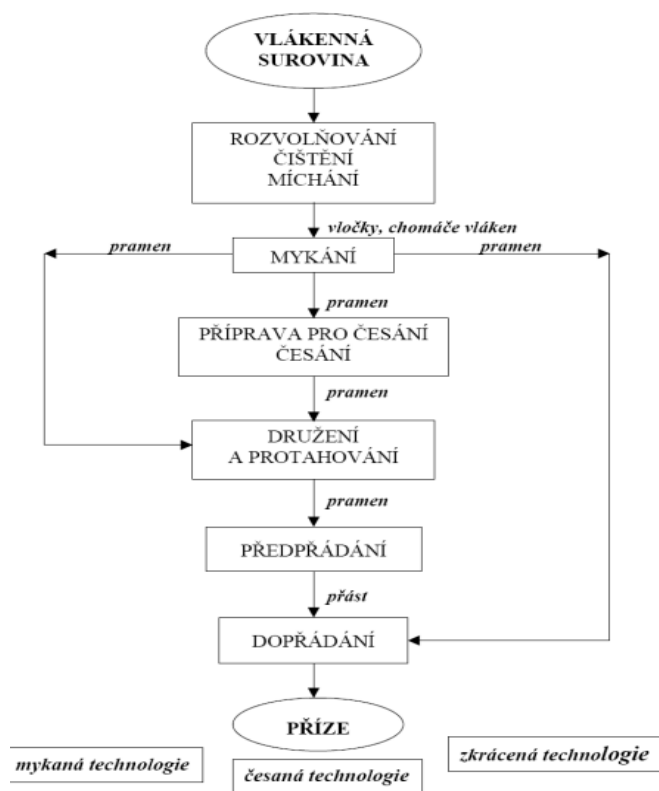 VLÁKENNÁ
SUROVINA
ROZVOLŇOVÁNÍ
ČIŠTĚNÍ
MÍCHÁNÍ
vločky, chomáče vláken
pramen
MYKÁNÍ
pramen
pramen
PŘÍPRAVA PRO ČESÁNÍ
ČESÁNÍ
pramen
DRUŽENÍ
A PROTAHOVÁNÍ
pramen
PŘEDPŘÁDÁNÍ
přást
DOPŘÁDÁNÍ
PŘÍZE
mykaná technologie
česaná technologie
zkrácená technologie